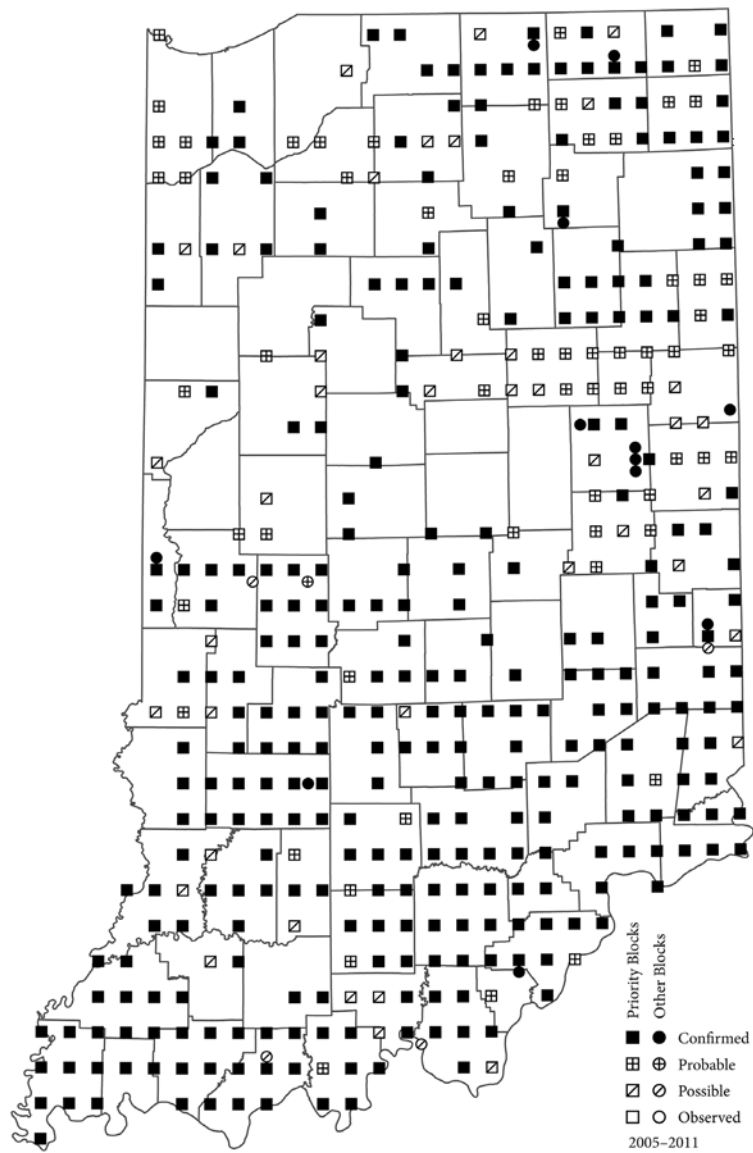 Priority Blocks
Other Blocks
Confirmed
Probable
Possible
Observed
2005–2011